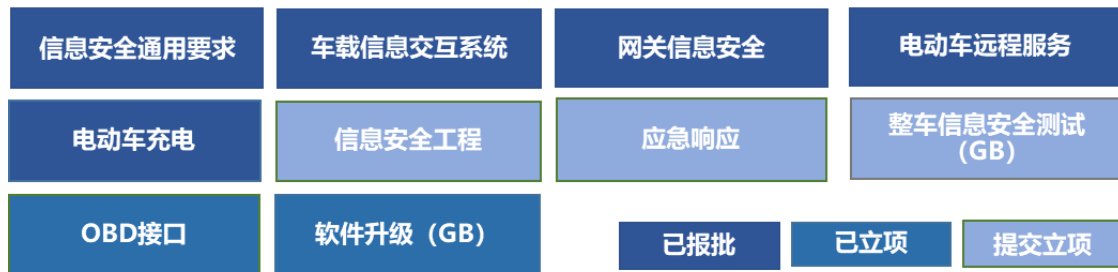 信息安全通用要求
车载信息交互系统
网关信息安全
电动车远程服务
电动车充电
信息安全工程
应急响应
整车信息安全测试
（GB）
OBD接口
软件升级（GB）
已报批
已立项
提交立项